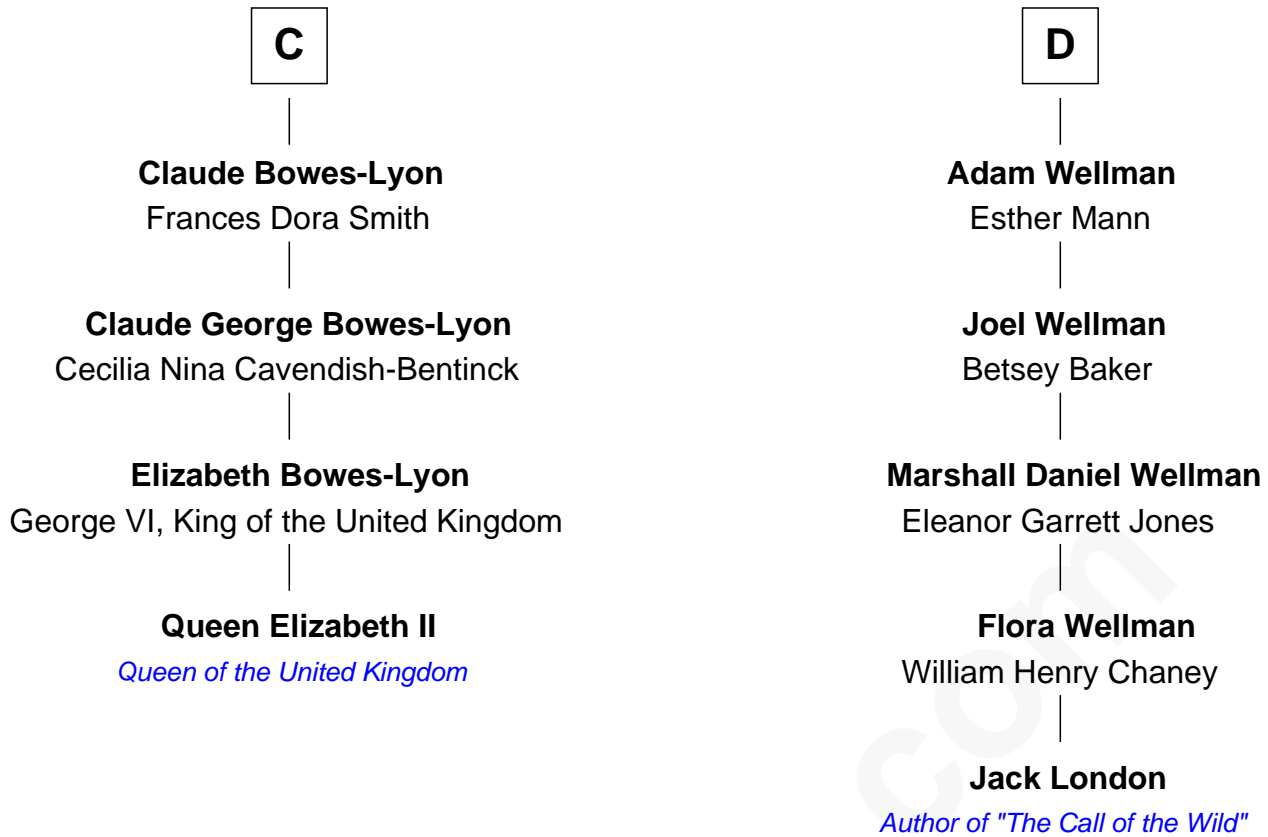 C
Claude Bowes-Lyon
Frances Dora Smith
Claude George Bowes-Lyon
Cecilia Nina Cavendish-Bentinck
Elizabeth Bowes-Lyon
George VI, King of the United Kingdom
Queen Elizabeth II
Queen of the United Kingdom
D
Adam Wellman
Esther Mann
Joel Wellman
Betsey Baker
Marshall Daniel Wellman
Eleanor Garrett Jones
Flora Wellman
William Henry Chaney
Jack London
Author of "The Call of the Wild"
com